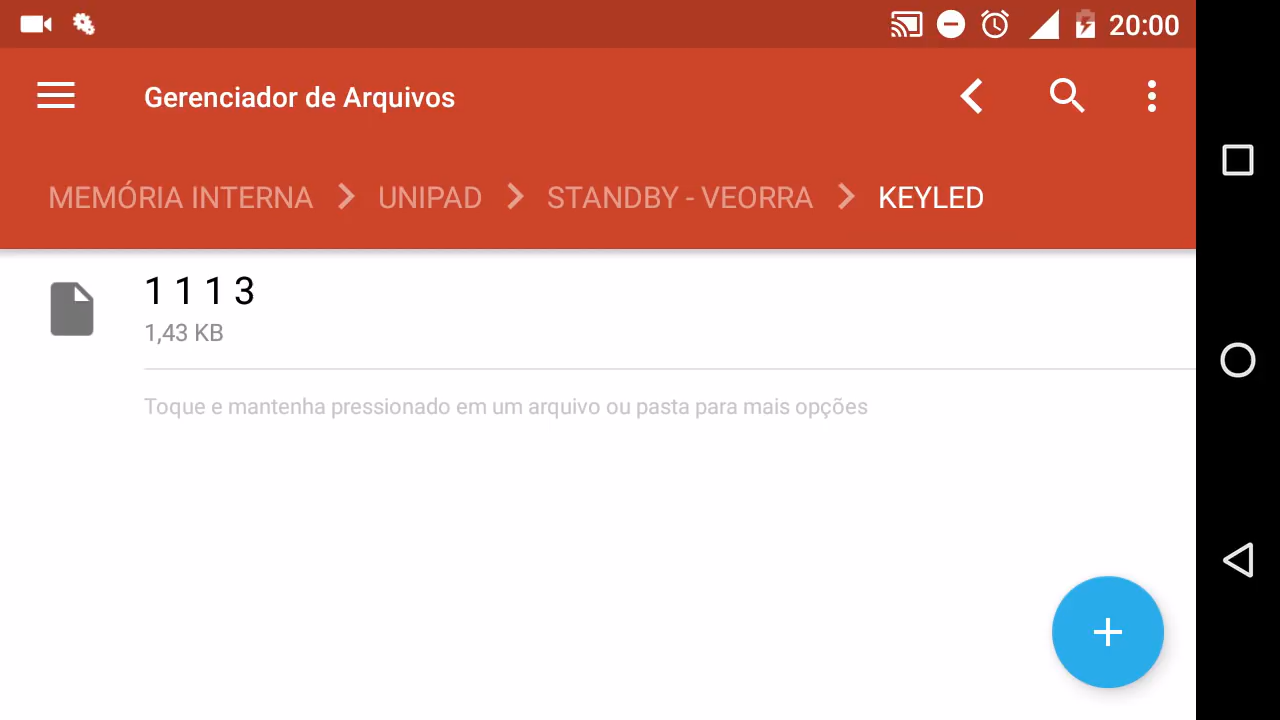 20:00
Gerenciador de Arquivos
MEMÓRIA INTERNA > UNIPAD > STANDBY - VEORRA > KEYLED
1 1 1 3
1,43 KB
Toque e mantenha pressionado em um arquivo ou pasta para mais opções